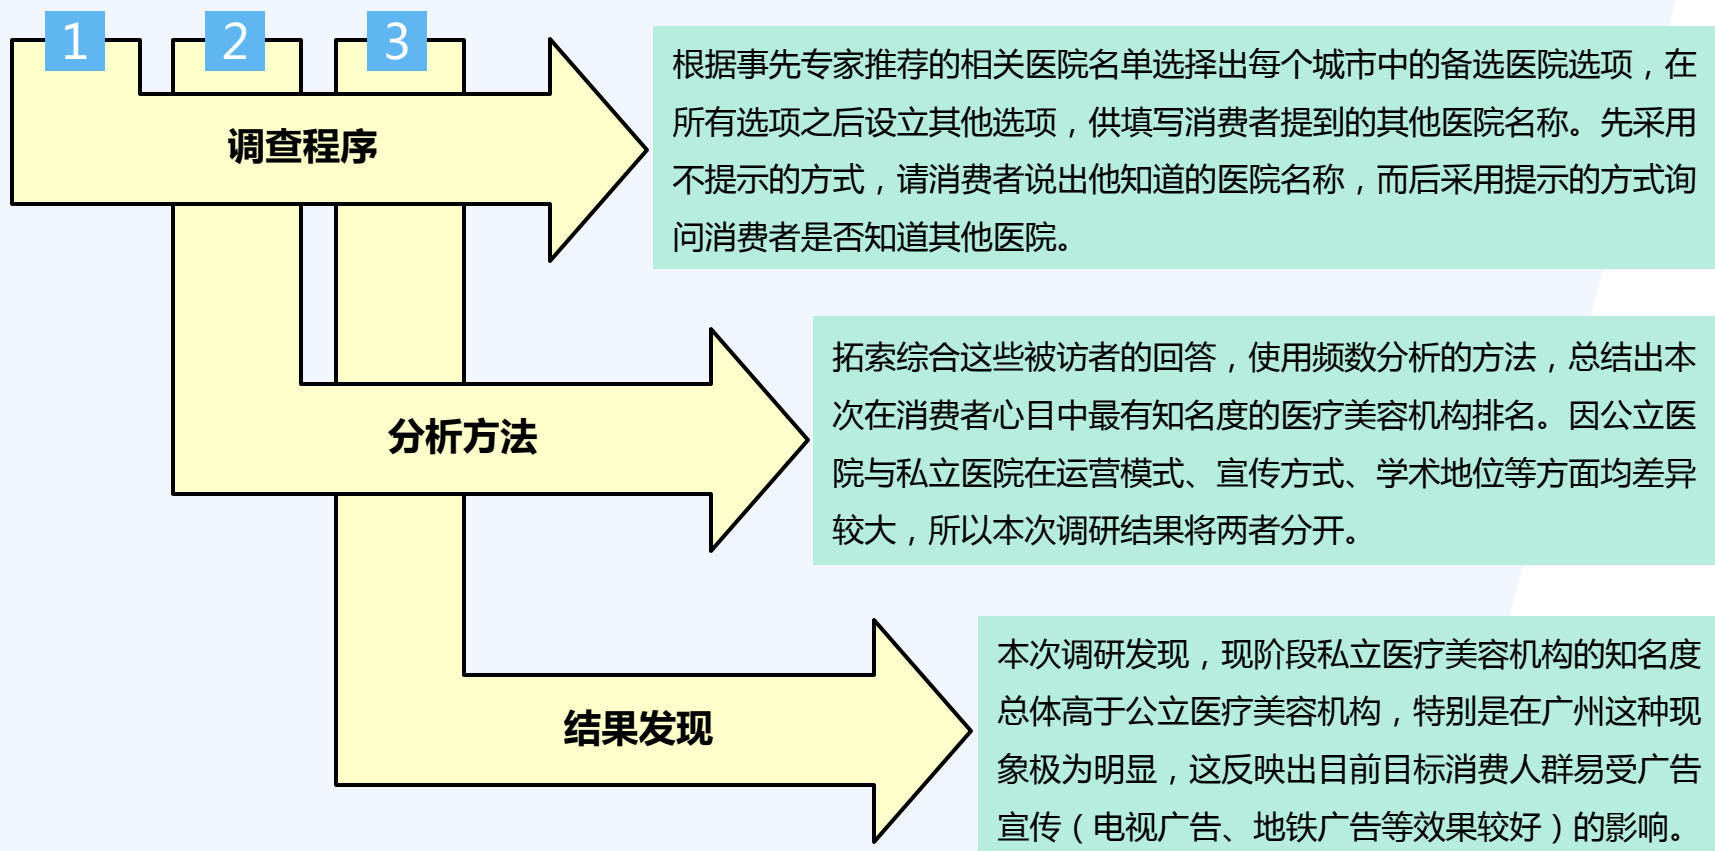 1
2
3
调查程序
根据事先专家推荐的相关医院名单选择出每个城市中的备选医院选项，在
所有选项之后设立其他选项，供填写消费者提到的其他医院名称。先采用
不提示的方式，请消费者说出他知道的医院名称，而后采用提示的方式询
问消费者是否知道其他医院。
分析方法
拓索综合这些被访者的回答，使用频数分析的方法，总结出本
次在消费者心目中最有知名度的医疗美容机构排名。因公立医
院与私立医院在运营模式、宣传方式、学术地位等方面均差异
较大，所以本次调研结果将两者分开。
结果发现
本次调研发现，现阶段私立医疗美容机构的知名度
总体高于公立医疗美容机构，特别是在广州这种现
象极为明显，这反映出目前目标消费人群易受广告
宣传（电视广告、地铁广告等效果较好）的影响。